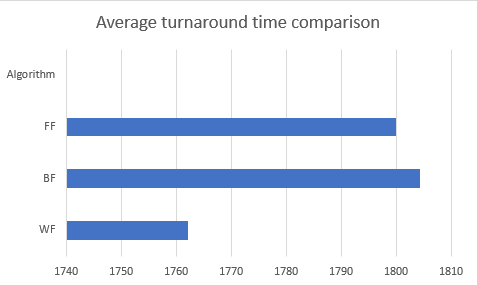 Average turnaround time comparison
Algorithm
FF
BF
WF
1740 1750 1760 1770 1780 1790 1800 1810